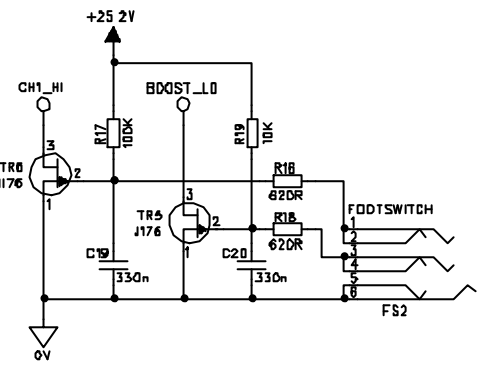 +25 2V
CH1_HI
BOOST_LO
R17
100K
R19
10K
3
TR6
J176
2
1
R16
820R
3
TR5
J176
2
1
R18
620R
FOOTSWITCH
1
2
3
4
5
6
FS2
C19
330n
C20
330n
0V